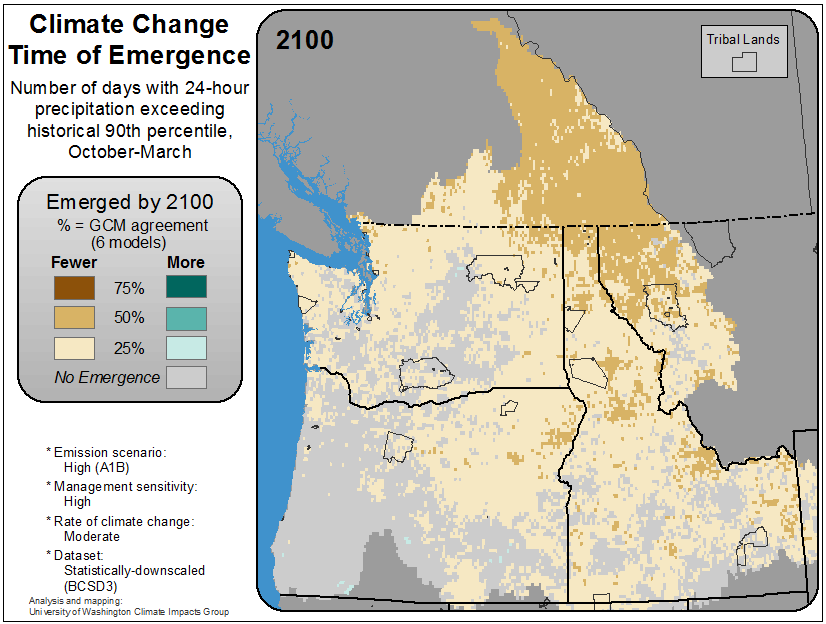 Climate Change
Time of Emergence
Number of days with 24-hour
precipitation exceeding
historical 90th percentile,
October-March
Emerged by 2100
% = GCM agreement
(6 models)
Fewer More
75%
50%
25%
No Emergence
* Emission scenario:
High (A1B)
* Management sensitivity:
High
* Rate of climate change:
Moderate
* Dataset:
Statistically-downscaled
(BCSD3)
Analysis and mapping:
University of Washington Climate Impacts Group
2100
Tribal Lands